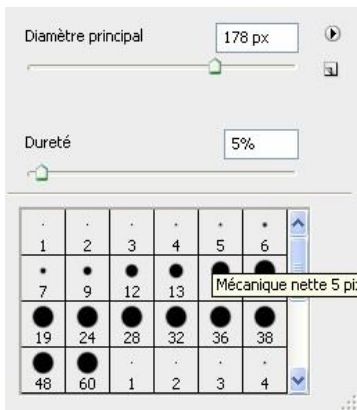 Diamètre principal 178 px
Dureté 5%
1 2 3 4 5 6
7 9 12 13
Mécanique nette 5
19 24 28 32 36 38
48 60 1 2 3 4